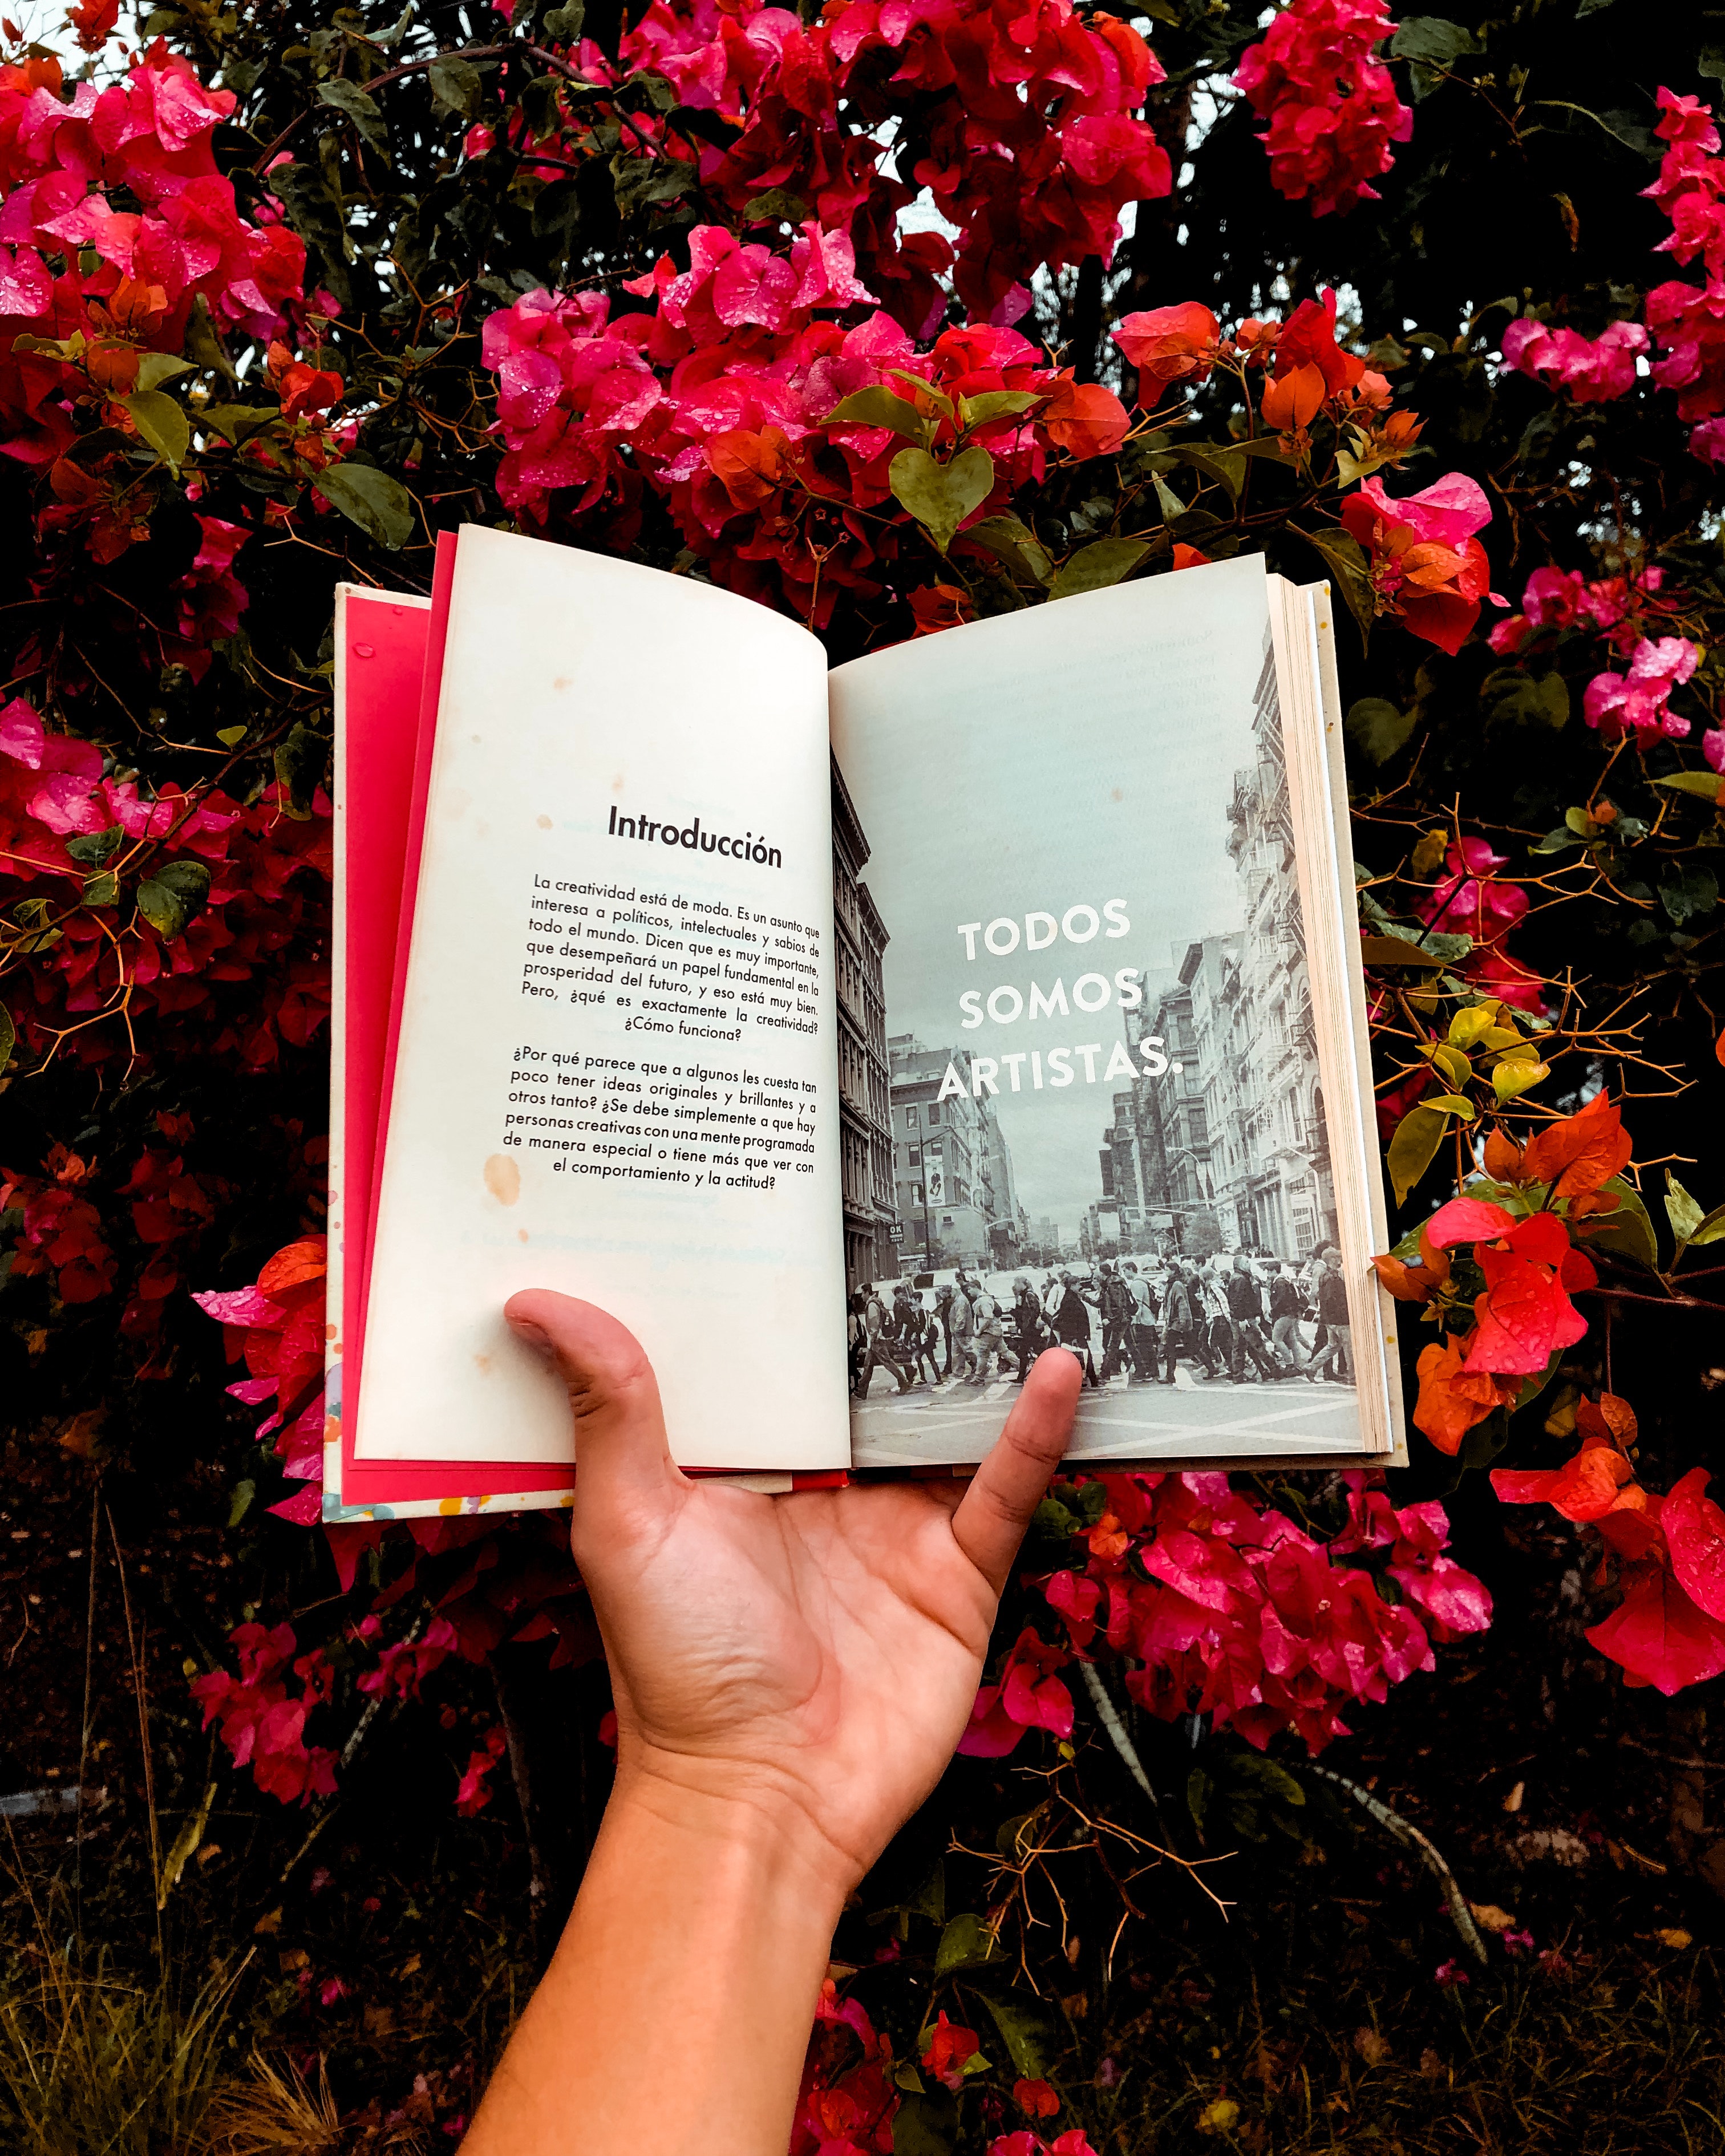 Introducción
La creatividad está de moda. Es un asunto que
interesa a políticos, intelectuales y sabios de
todo el mundo. Dicen que es muy importante,
que desempeñará un papel fundamental en la
prosperidad del futuro, y eso está muy bien.
Pero, ¿qué es exactamente la creatividad?
¿Cómo funciona?
¿Por qué parece que a algunos les cuesta tan
poco tener ideas originales y brillantes y a
otros tanto? ¿Se debe simplemente a que hay
personas creativas con una mente programada
de manera especial o tiene más que ver con
el comportamiento y la actitud?
TODOS
SOMOS
ARTISTAS.
OK